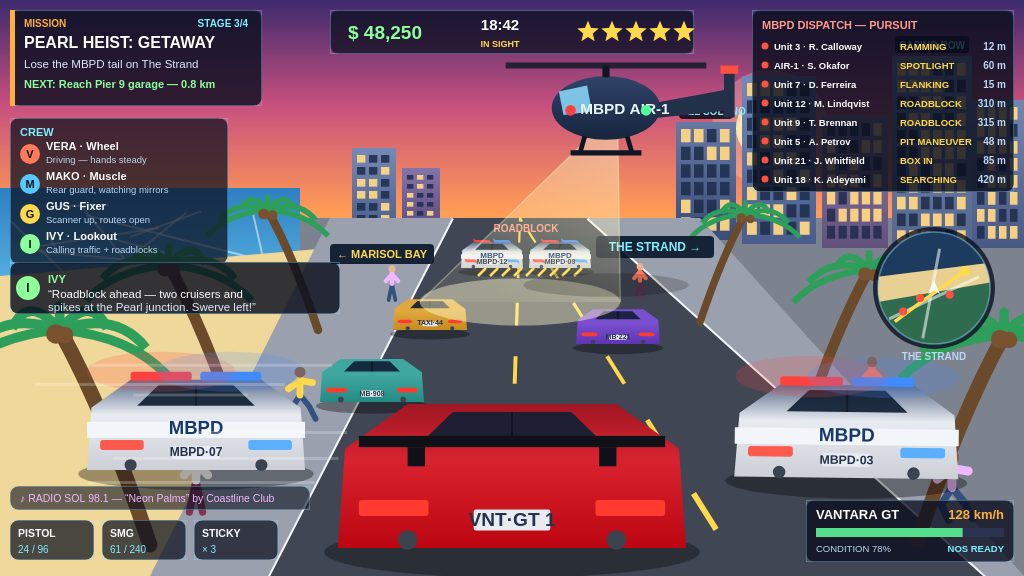 MISSION STAGE 3/4
PEARL HEIST: GETAWAY
Lose the MBPD tail on The Strand
NEXT: Reach Pier 9 garage — 0.8 km
$ 48,250
18:42
IN SIGHT
MBPD DISPATCH — PURSUIT
Unit 3 · R. Calloway RAMMING 12 m
AIR-1 · S. Okafor SPOTLIGHT 60 m
Unit 7 · D. Ferreira FLANKING 15 m
Unit 12 · M. Lindqvist ROADBLOCK 310 m
Unit 9 · T. Brennan ROADBLOCK 315 m
Unit 5 · A. Petrov PIT MANEUVER 48 m
Unit 21 · J. Whitfield BOX IN 85 m
Unit 18 · K. Adeyemi SEARCHING 420 m
MBPD AIR-1
CREW
V VERA · Wheel
Driving — hands steady
M MAKO · Muscle
Rear guard, watching mirrors
G GUS · Fixer
Scanner up, routes open
I IVY · Lookout
Calling traffic + roadblocks
I IVY
“Roadblock ahead — two cruisers and
spikes at the Pearl junction. Swerve left!”
← MARISOL BAY
ROADBLOCK
THE STRAND →
MBPD
MBPD·12
MBPD
MBPD·09
TAXI·44
MB·22
MB·908
THE STRAND
MBPD
MBPD·07
MBPD
MBPD·03
VNT·GT 1
♪ RADIO SOL 98.1 — “Neon Palms” by Coastline Club
PISTOL
24 / 96
SMG
61 / 240
STICKY
× 3
VANTARA GT 128 km/h
CONDITION 78% NOS READY